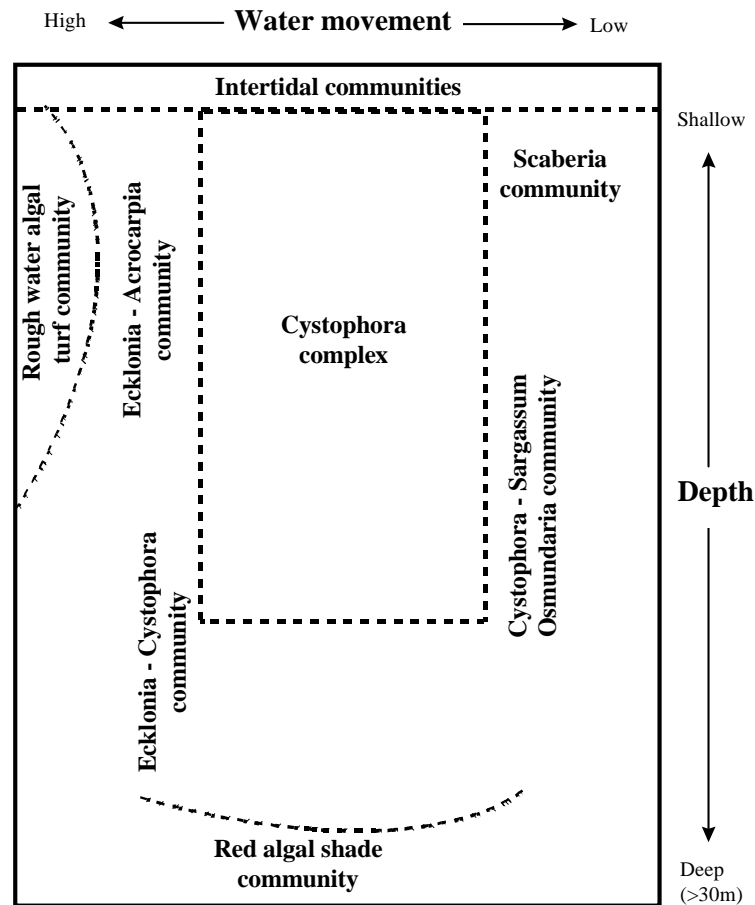 High
Water movement
Low
Intertidal communities
Shallow
Scaberia
community
Rough water algal
turf community
Ecklonia - Acrocarpia
community
Cystophora
complex
Cystophora - Sargassum
Osmundaria community
Depth
Ecklonia - Cystophora
community
Red algal shade
community
Deep
(>30m)